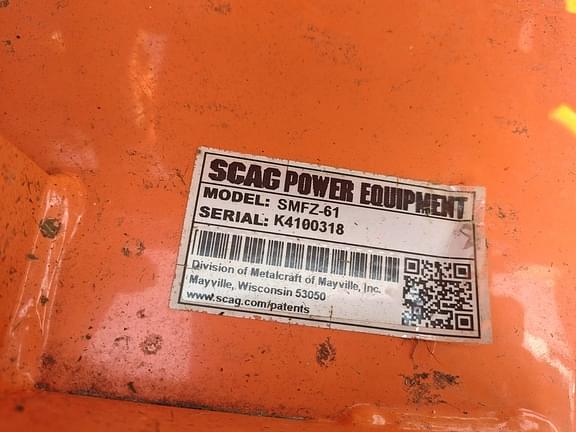 SCAG POWER EQUIPMENT
MODEL: SMFZ-61
SERIAL: K4100318
Division of Metalcraft of Mayville, Inc.
Mayville, Wisconsin 53050
www.scag.com/patents